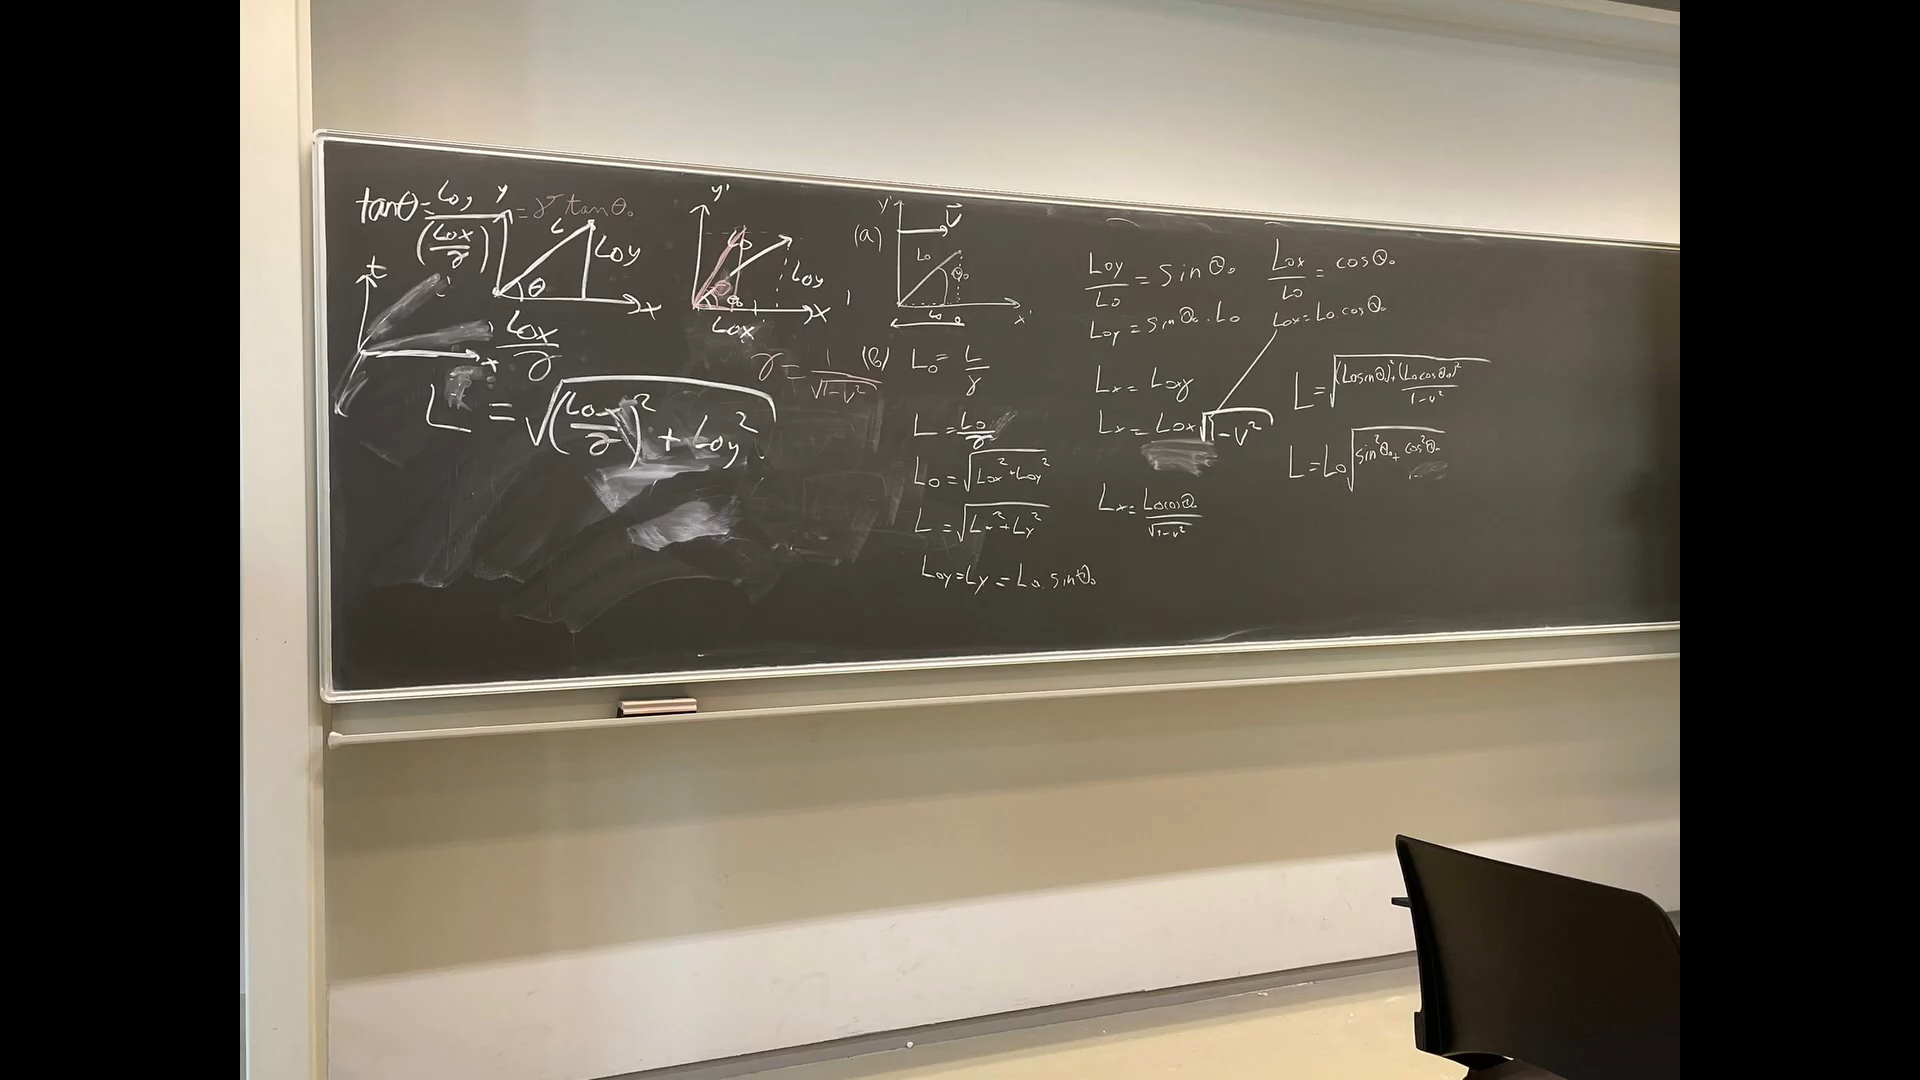 tanθ = Loy / (Lox/γ) = γ tanθ₀
y
L
Loy
θ
x
Lox/γ
t
x
L = √((Lox/γ)² + Loy²)
y'
Loy
θ₀
x
Lox
γ = 1/√(1-v²)
(a)
y'
v⃗
L₀
θ₀
x'
(b) L₀ = L/γ
L = L₀/γ
L₀ = √(Lox² + Loy²)
L = √(Lx² + Ly²)
Loy = Ly = L₀. sinθ₀
Loy/L₀ = sinθ₀
Loy = sinθ₀ . L₀
Lox/L₀ = cosθ₀
Lox = L₀.cosθ₀
Lx = Loxγ
Lx = Lox √(1-v²)
Lx = L₀cosθ₀/√(1-v²)
L = √((L₀sinθ₀)² + (L₀cosθ₀)²/(1-v²))
L = L₀ √(sin²θ₀ + cos²θ₀